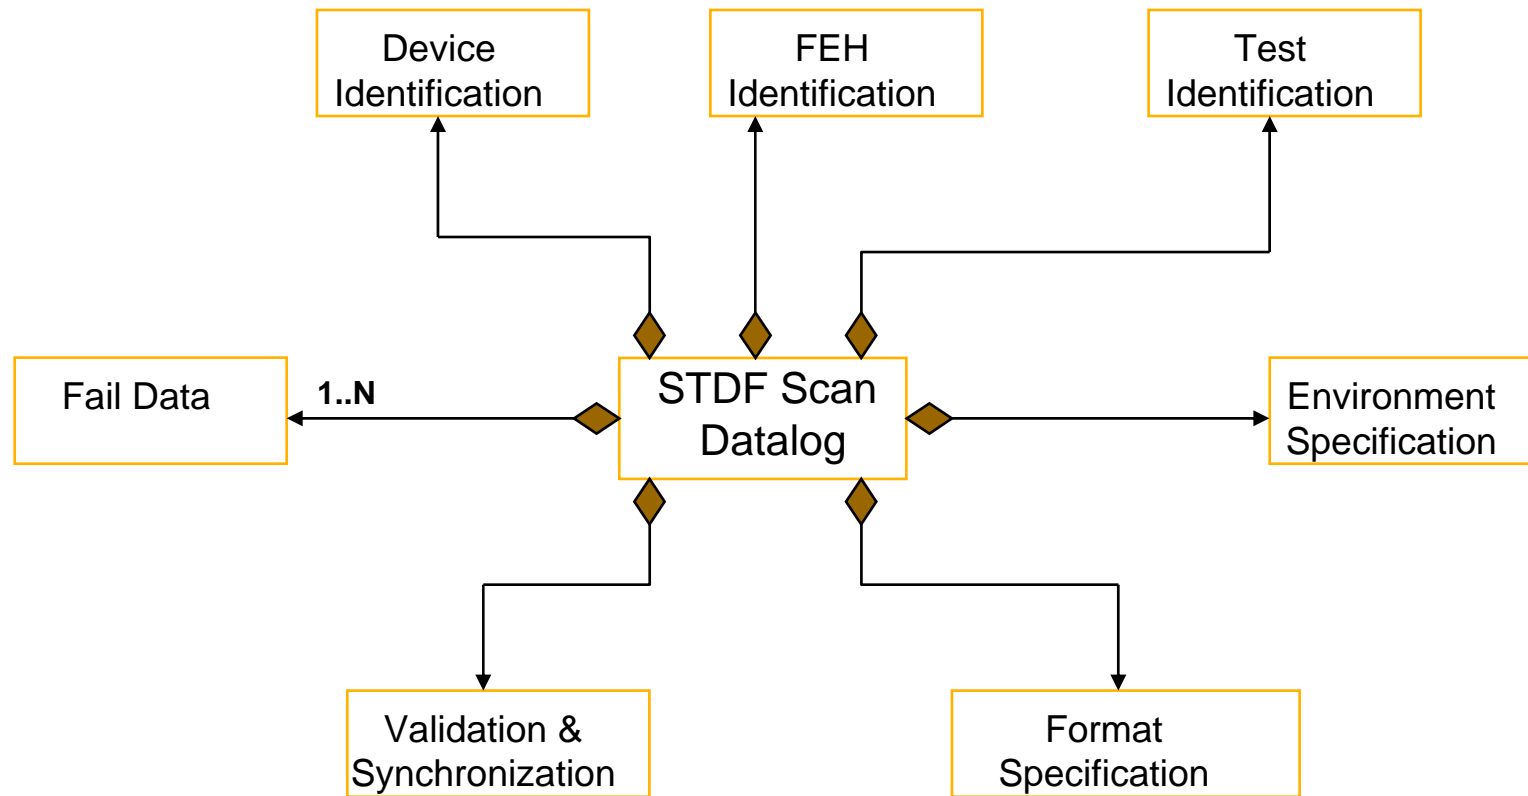 Device
Identification
FEH
Identification
Test
Identification
Fail Data
1..N
STDF Scan
Datalog
Environment
Specification
Validation &
Synchronization
Format
Specification